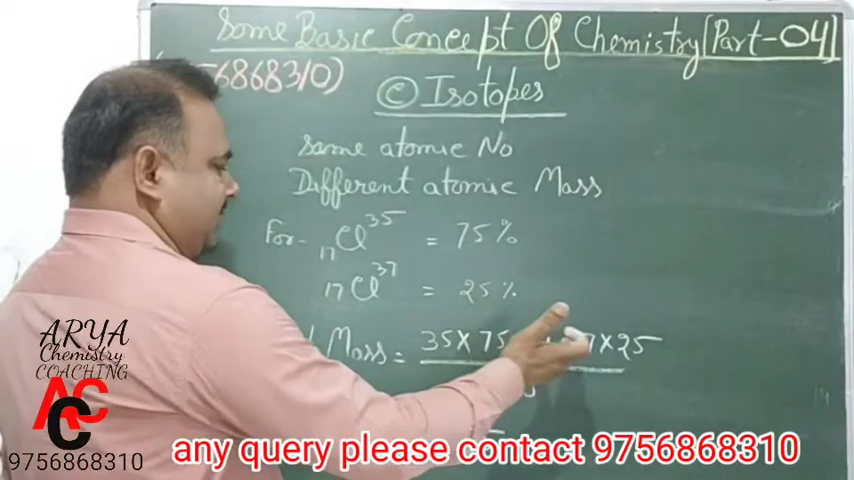 Some Basic Concept Of Chemistry [Part-04]
56868310)
Ⓒ Isotopes
Same atomic No
Different atomic Mass
For- 17Cl35 = 75%
17Cl37 = 25%
Mass = 35X75 7X25
ARYA
Chemistry
COACHING
ACC
9756868310
any query please contact 9756868310